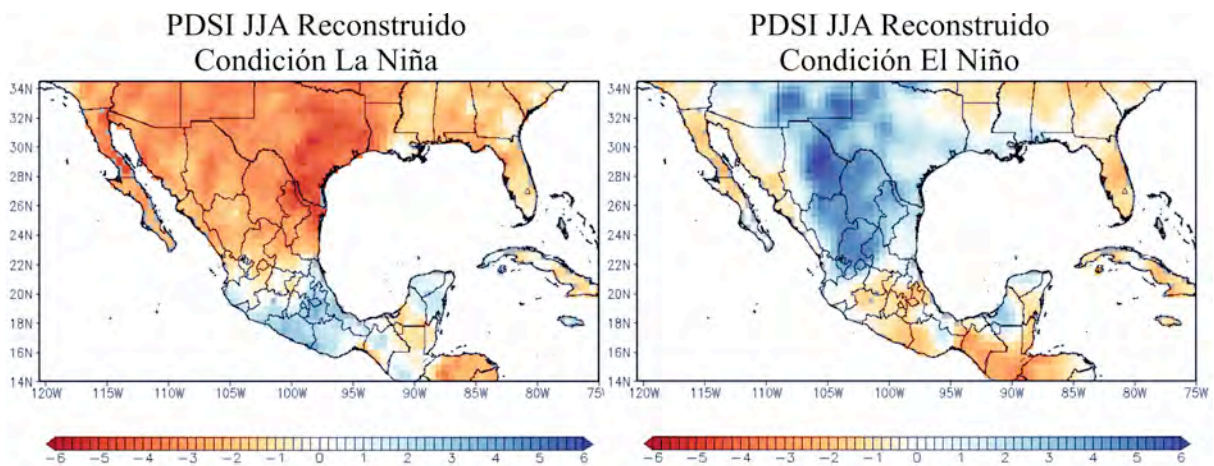 PDSI JJA Reconstruido
Condición La Niña
PDSI JJA Reconstruido
Condición El Niño
34N
32N
30N
28N
26N
24N
22N
20N
18N
16N
14N
120W 115W 110W 105W 100W 95W 90W 85W 80W 75W
34N
32N
30N
28N
26N
24N
22N
20N
18N
16N
14N
120W 115W 110W 105W 100W 95W 90W 85W 80W 75W
-6 -5 -4 -3 -2 -1 0 1 2 3 4 5 6
-6 -5 -4 -3 -2 -1 0 1 2 3 4 5 6